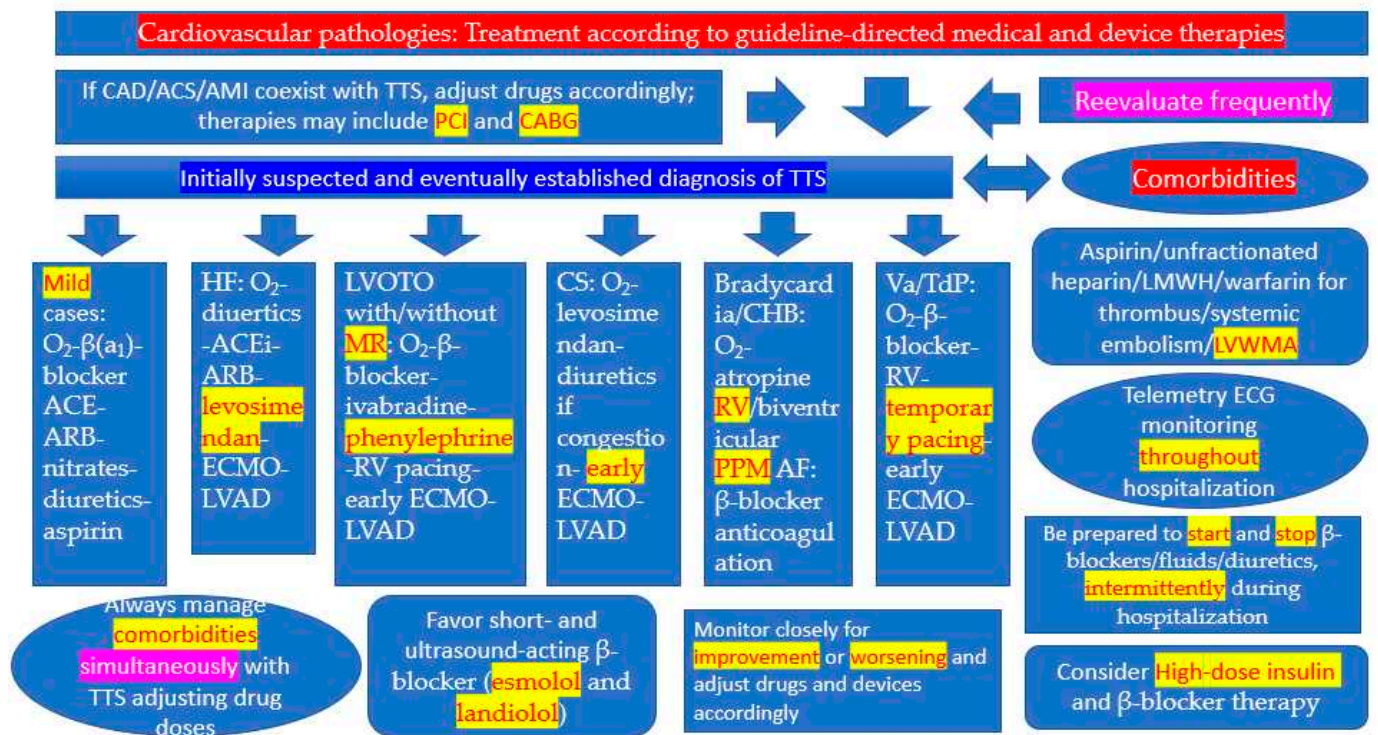 Cardiovascular pathologies: Treatment according to guideline-directed medical and device therapies
If CAD/ACS/AMI coexist with TTS, adjust drugs accordingly;
therapies may include PCI and CABG
Reevaluate frequently
Initially suspected and eventually established diagnosis of TTS
Comorbidities
Mild
cases:
O₂-β(a₁)-
blocker
ACE-
ARB-
nitrates-
diuretics-
aspirin
HF: O₂-
diuertics
-ACEi-
ARB-
levosime
ndan-
ECMO-
LVAD
LVOTO
with/without
MR: O₂-β-
blocker-
ivabradine-
phenylephrine
-RV pacing-
early ECMO-
LVAD
CS: O₂-
levosime
ndan-
diuretics
if
congestio
n- early
ECMO-
LVAD
Bradycard
ia/CHB:
O₂-
atropine
RV/biventr
icular
PPM AF:
β-blocker
anticoagul
ation
Va/TdP:
O₂-β-
blocker-
RV-
temporar
y pacing-
early
ECMO-
LVAD
Aspirin/unfractionated
heparin/LMWH/warfarin for
thrombus/systemic
embolism/LVWMA
Telemetry ECG
monitoring
throughout
hospitalization
Be prepared to start and stop β-
blockers/fluids/diuretics,
intermittently during
hospitalization
Always manage
comorbidities
simultaneously with
TTS adjusting drug
doses
Favor short- and
ultrasound-acting β-
blocker (esmolol and
landiolol)
Monitor closely for
improvement or worsening and
adjust drugs and devices
accordingly
Consider High-dose insulin
and β-blocker therapy